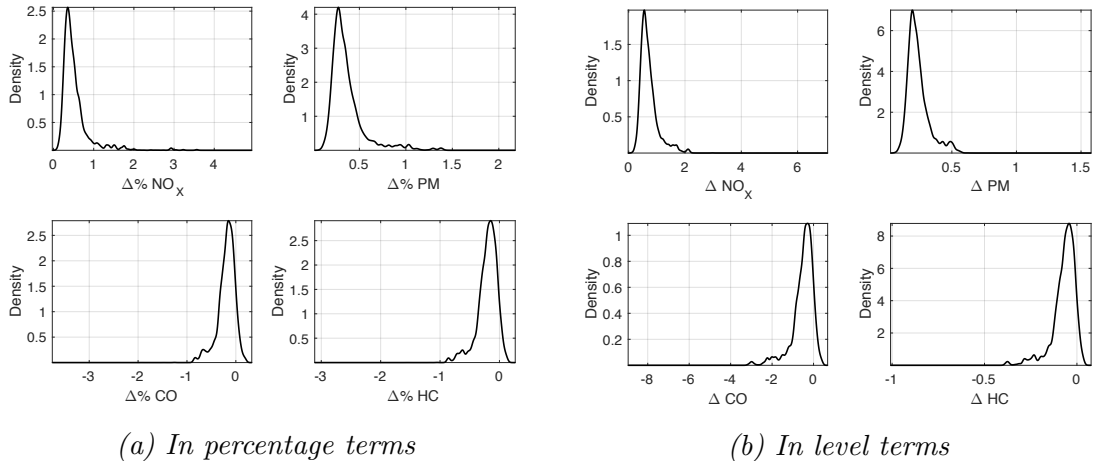 2.5
2
1.5
1
0.5
Density
0 1 2 3 4
Δ% NOX
4
3
2
1
Density
0.5 1 1.5 2
Δ% PM
1.5
1
0.5
Density
0 2 4 6
Δ NOX
6
4
2
Density
0.5 1 1.5
Δ PM
2.5
2
1.5
1
0.5
Density
-3 -2 -1 0
Δ% CO
2.5
2
1.5
1
0.5
Density
-3 -2 -1 0
Δ% HC
1
0.8
0.6
0.4
0.2
Density
-8 -6 -4 -2 0
Δ CO
8
6
4
2
Density
-1 -0.5 0
Δ HC
(a) In percentage terms
(b) In level terms